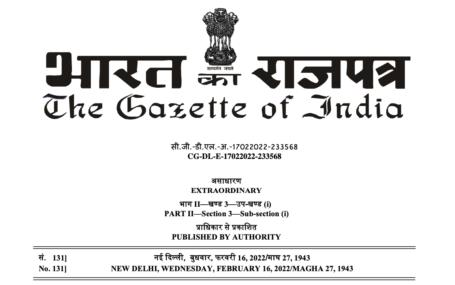 भारत का राजपत्र
The Gazette of India
सी.जी.-डी.एल.-अ.-17022022-233568
CG-DL-E-17022022-233568
असाधारण
EXTRAORDINARY
भाग II—खण्ड 3—उप-खण्ड (i)
PART II—Section 3—Sub-section (i)
प्राधिकार से प्रकाशित
PUBLISHED BY AUTHORITY
सं. 131] नई दिल्ली, बुधवार, फरवरी 16, 2022/माघ 27, 1943
No. 131] NEW DELHI, WEDNESDAY, FEBRUARY 16, 2022/MAGHA 27, 1943